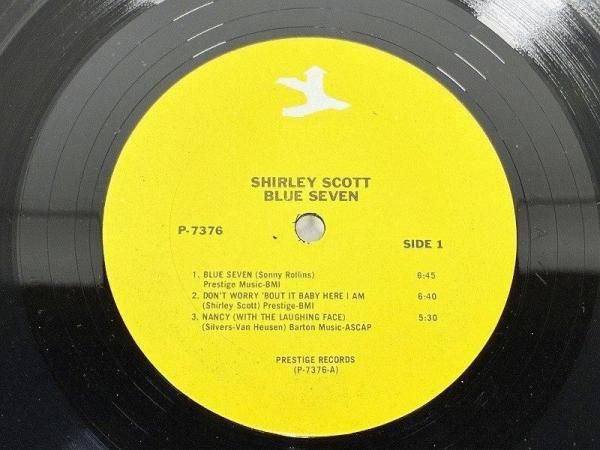 SHIRLEY SCOTT
BLUE SEVEN
P-7376 SIDE 1
1. BLUE SEVEN (Sonny Rollins) 6:45
Prestige Music-BMI
2. DON'T WORRY 'BOUT IT BABY HERE I AM 6:40
(Shirley Scott) Prestige-BMI
3. NANCY (WITH THE LAUGHING FACE) 5:30
(Silvers-Van Heusen) Barton Music-ASCAP
PRESTIGE RECORDS
(P-7376-A)